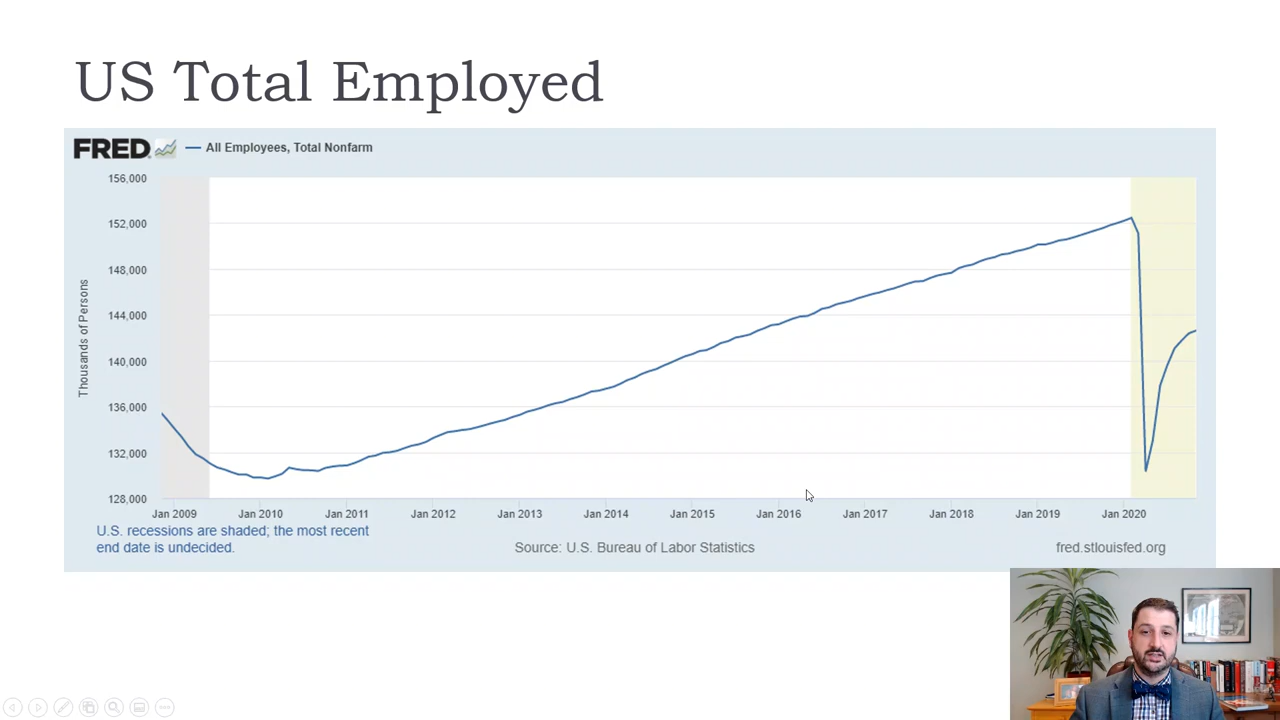 US Total Employed
FRED
All Employees, Total Nonfarm
156,000
152,000
148,000
144,000
140,000
136,000
132,000
128,000
Thousands of Persons
Jan 2009 Jan 2010 Jan 2011 Jan 2012 Jan 2013 Jan 2014 Jan 2015 Jan 2016 Jan 2017 Jan 2018 Jan 2019 Jan 2020
U.S. recessions are shaded; the most recent
end date is undecided.
Source: U.S. Bureau of Labor Statistics
fred.stlouisfed.org